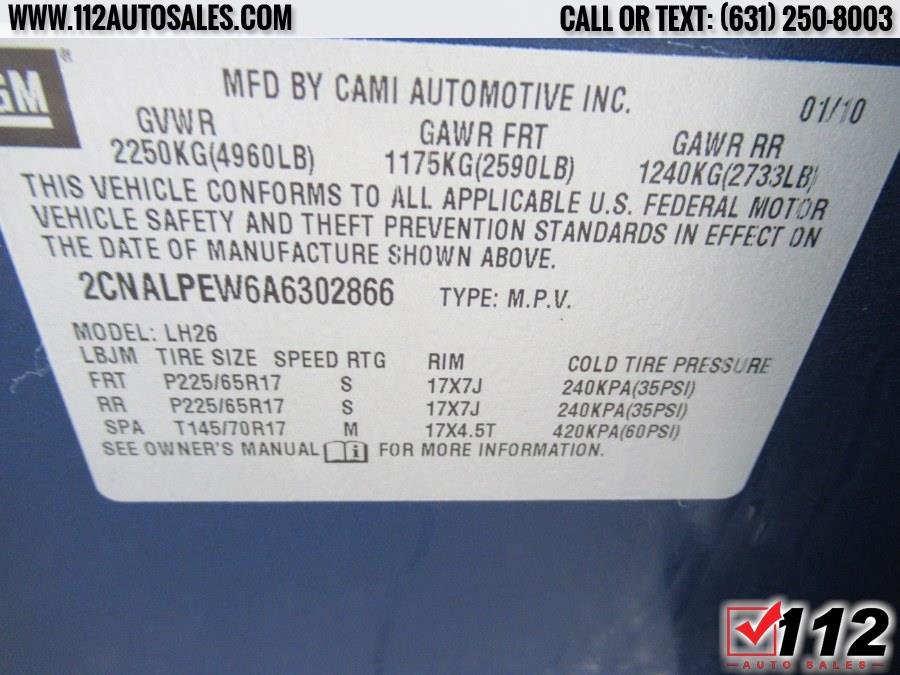 WWW.112AUTOSALES.COM
CALL OR TEXT: (631) 250-8003
GM
MFD BY CAMI AUTOMOTIVE INC.
01/10
GVWR GAWR FRT GAWR RR
2250KG(4960LB) 1175KG(2590LB) 1240KG(2733LB)
THIS VEHICLE CONFORMS TO ALL APPLICABLE U.S. FEDERAL MOTOR
VEHICLE SAFETY AND THEFT PREVENTION STANDARDS IN EFFECT ON
THE DATE OF MANUFACTURE SHOWN ABOVE.
2CNALPEW6A6302866 TYPE: M.P.V.
MODEL: LH26
LBJM TIRE SIZE SPEED RTG RIM COLD TIRE PRESSURE
FRT P225/65R17 S 17X7J 240KPA(35PSI)
RR P225/65R17 S 17X7J 240KPA(35PSI)
SPA T145/70R17 M 17X4.5T 420KPA(60PSI)
SEE OWNER'S MANUAL i FOR MORE INFORMATION.
112
AUTO SALES